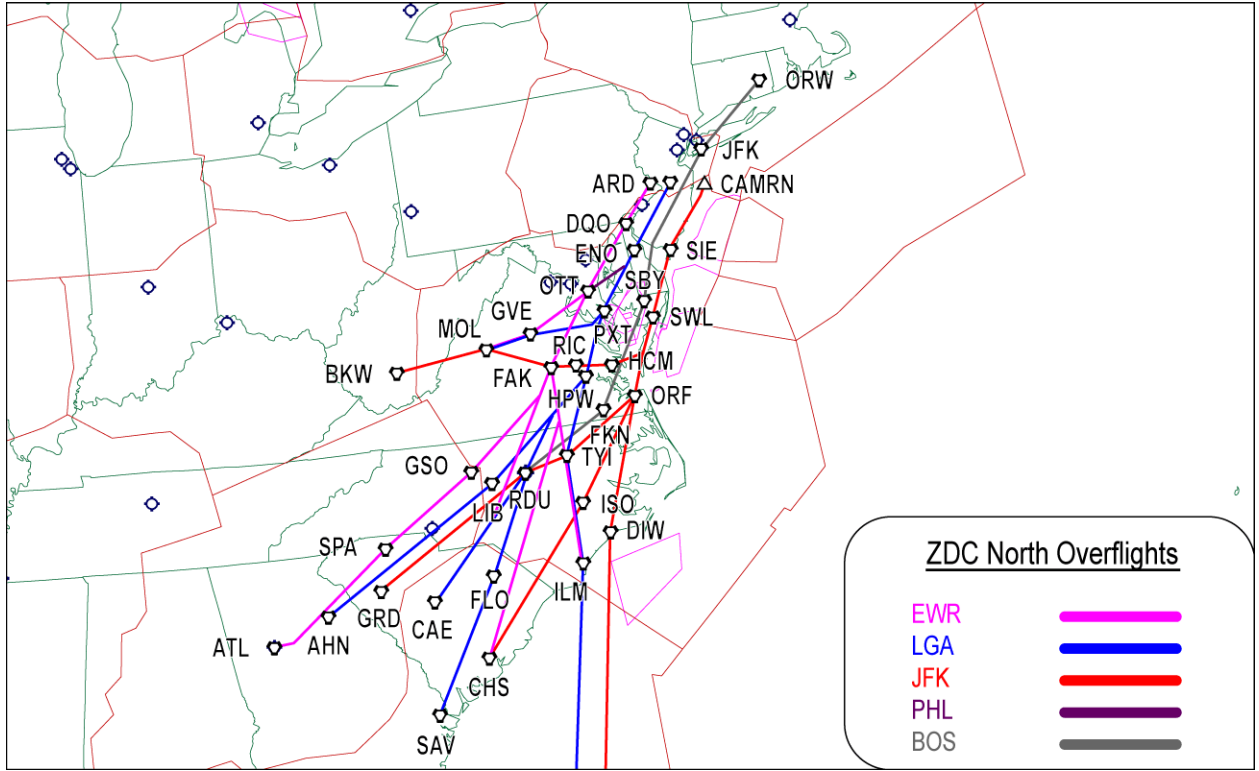 ORW
JFK
ARD
CAMRN
DQO
ENO
SIE
OTT
SBY
GVE
SWL
MOL
PXT
RIC
BKW
HCM
FAK
HPW
ORF
FKN
GSO
TYI
LIB
RDU
ISO
DIW
SPA
GRD
CAE
FLO
ILM
ATL
AHN
CHS
SAV
ZDC North Overflights
EWR
LGA
JFK
PHL
BOS